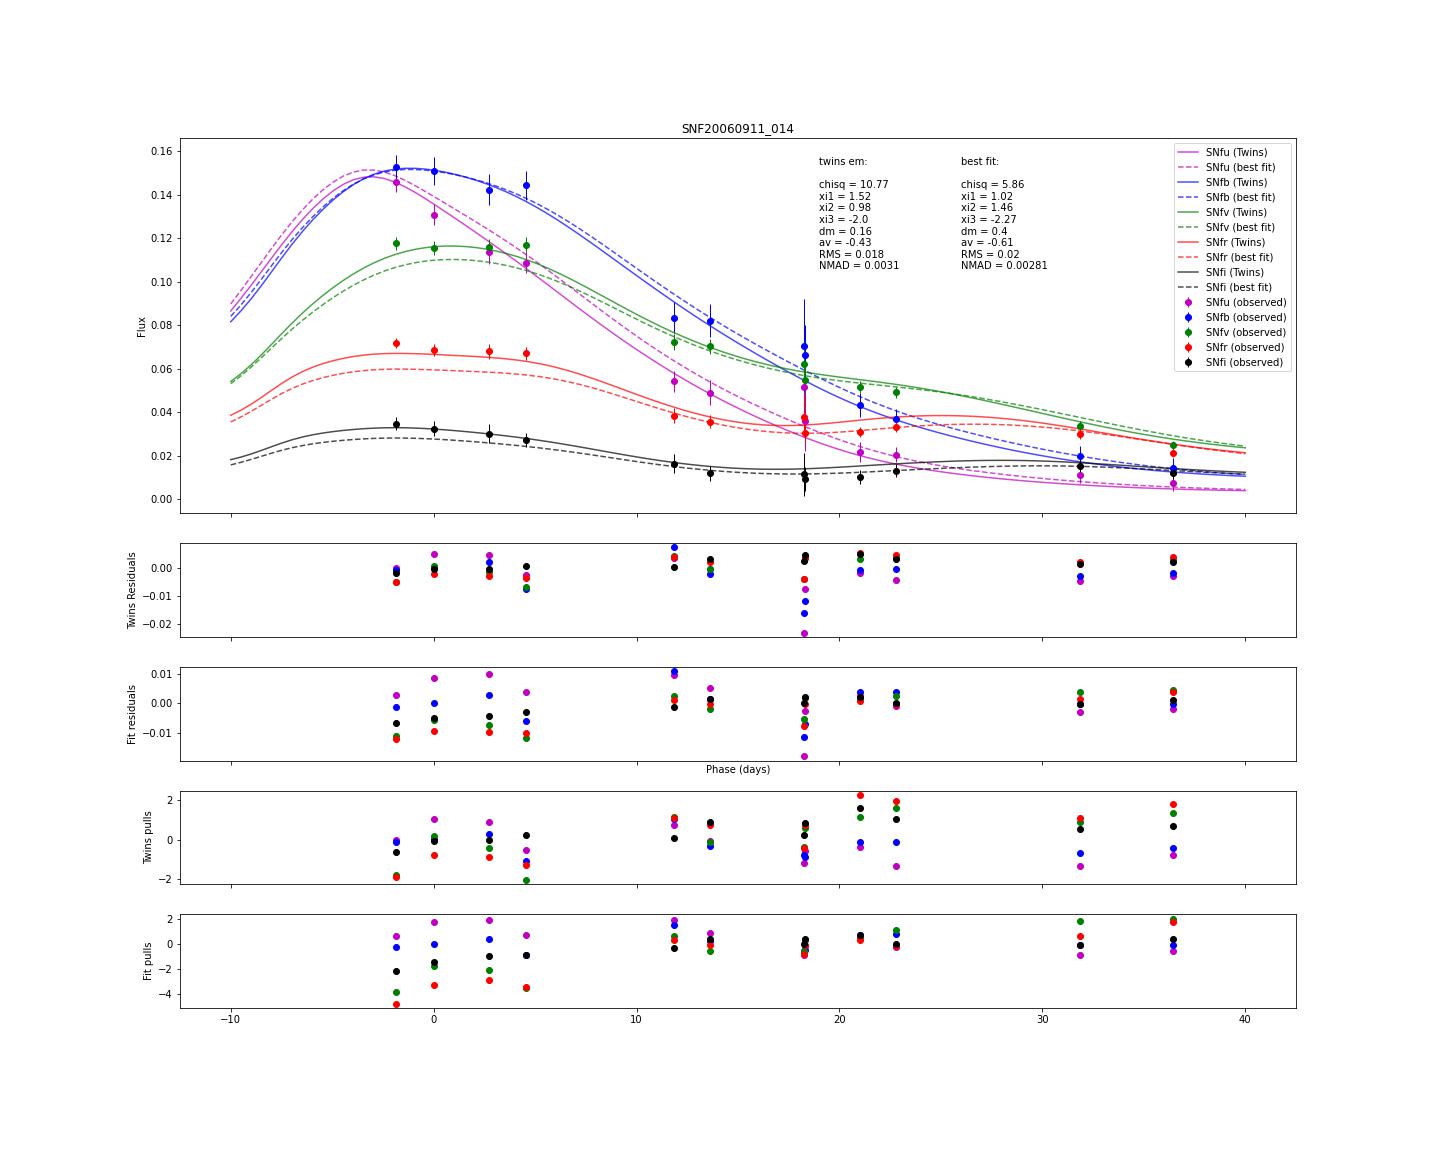 SNF20060911_014
0.16
0.14
0.12
0.10
0.08
0.06
0.04
0.02
0.00
Flux
twins em:
chisq = 10.77
xi1 = 1.52
xi2 = 0.98
xi3 = -2.0
dm = 0.16
av = -0.43
RMS = 0.018
NMAD = 0.0031
best fit:
chisq = 5.86
xi1 = 1.02
xi2 = 1.46
xi3 = -2.27
dm = 0.4
av = -0.61
RMS = 0.02
NMAD = 0.00281
SNfu (Twins)
SNfu (best fit)
SNfb (Twins)
SNfb (best fit)
SNfv (Twins)
SNfv (best fit)
SNfr (Twins)
SNfr (best fit)
SNfi (Twins)
SNfi (best fit)
SNfu (observed)
SNfb (observed)
SNfv (observed)
SNfr (observed)
SNfi (observed)
0.00
−0.01
−0.02
Twins Residuals
0.01
0.00
−0.01
Fit residuals
Phase (days)
2
0
−2
Twins pulls
2
0
−2
−4
Fit pulls
−10
0
10
20
30
40